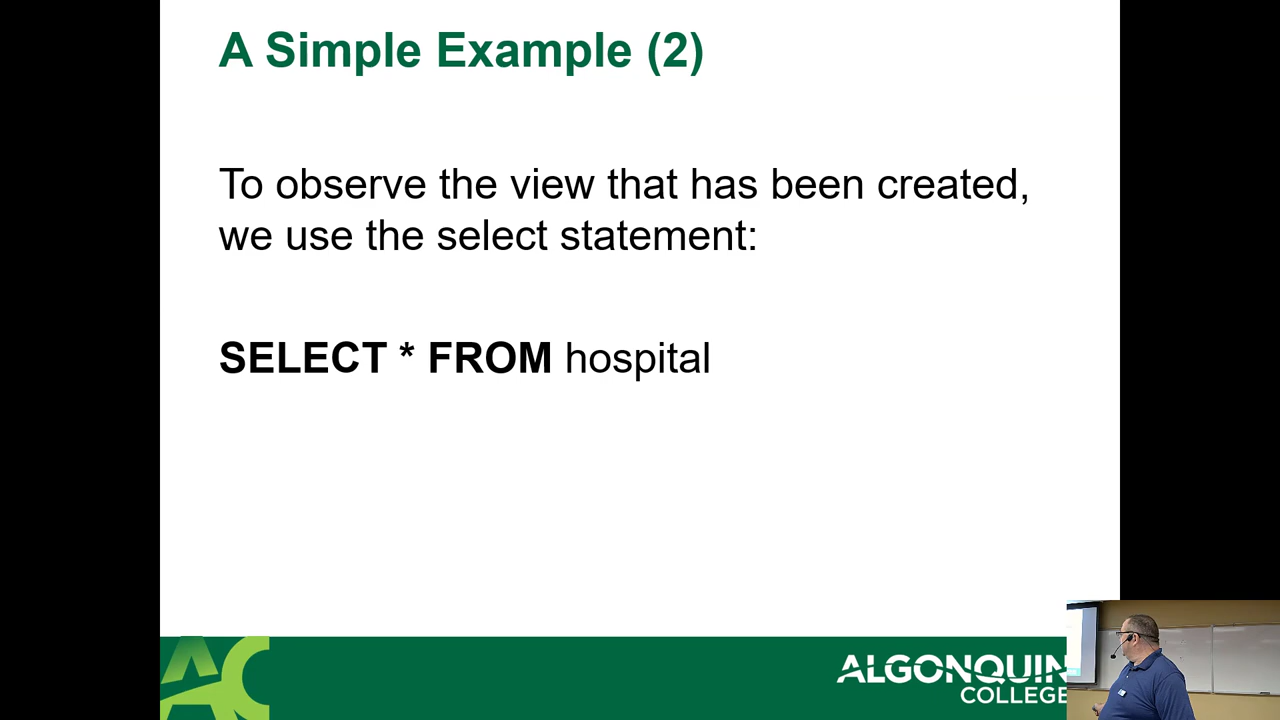 A Simple Example (2)
To observe the view that has been created,
we use the select statement:
SELECT * FROM hospital
AC
ALGONQUIN
COLLEGE